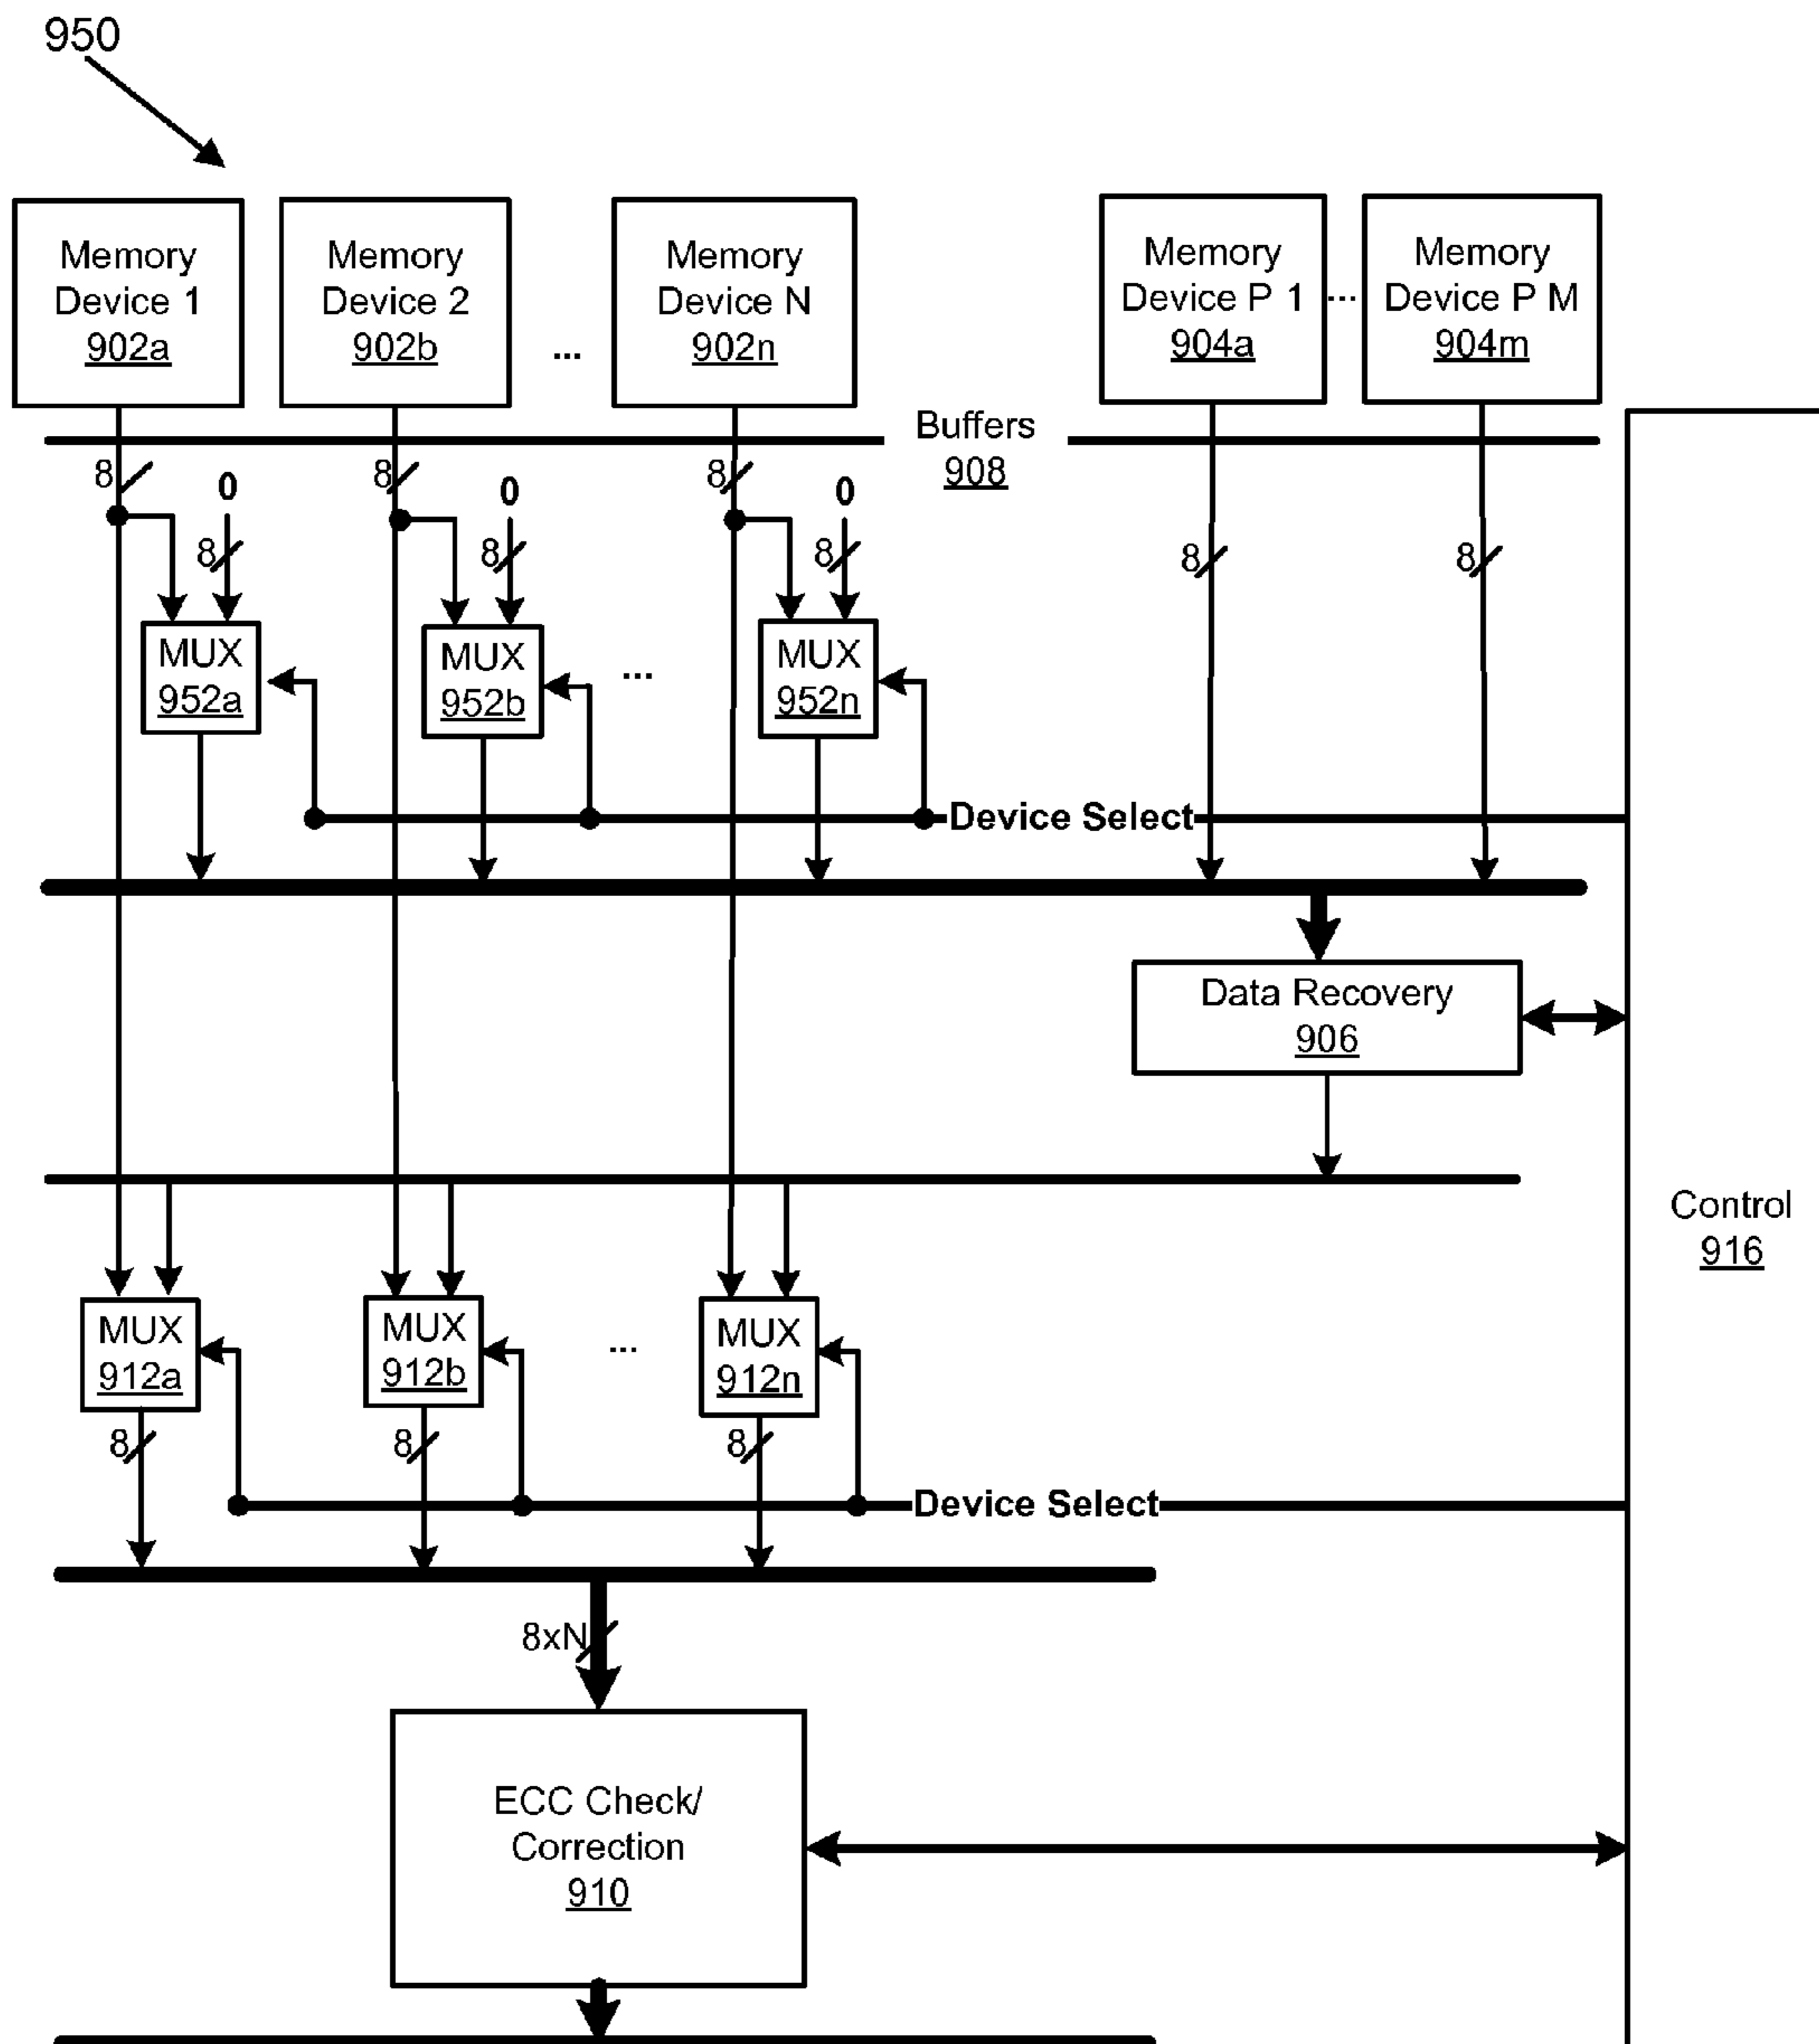 950
Memory
Device 1
902a
Memory
Device 2
902b
...
Memory
Device N
902n
Memory
Device P 1
904a
...
Memory
Device P M
904m
Buffers
908
8
0
8
8
0
8
8
0
8
8
8
MUX
952a
MUX
952b
...
MUX
952n
Device Select
Data Recovery
906
Control
916
MUX
912a
MUX
912b
...
MUX
912n
8
8
8
Device Select
8xN
ECC Check/
Correction
910